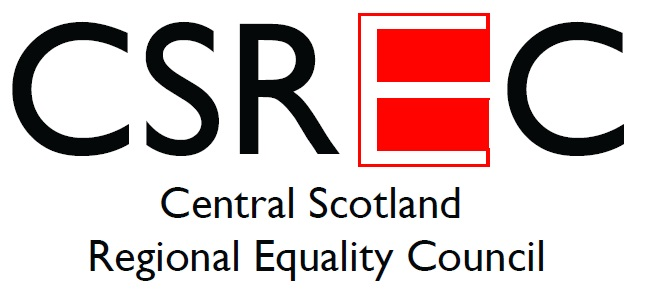 CSREC
Central Scotland
Regional Equality Council